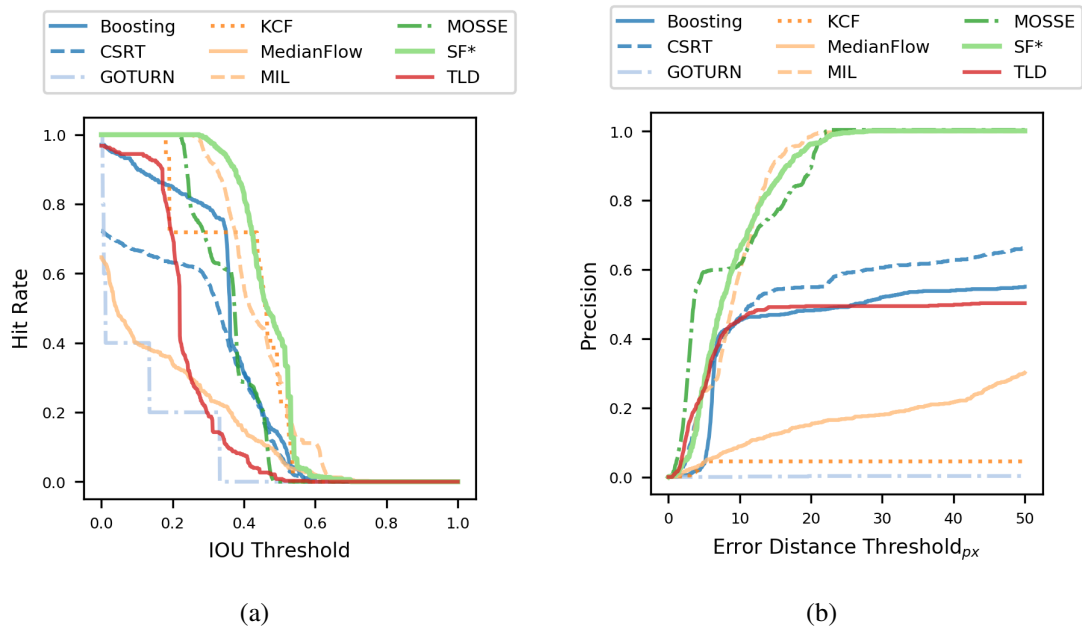 Boosting KCF MOSSE
CSRT MedianFlow SF*
GOTURN MIL TLD
1.0
0.8
0.6
0.4
0.2
0.0
Hit Rate
0.0 0.2 0.4 0.6 0.8 1.0
IOU Threshold
(a)
Boosting KCF MOSSE
CSRT MedianFlow SF*
GOTURN MIL TLD
1.0
0.8
0.6
0.4
0.2
0.0
Precision
0 10 20 30 40 50
Error Distance Threshold_px
(b)